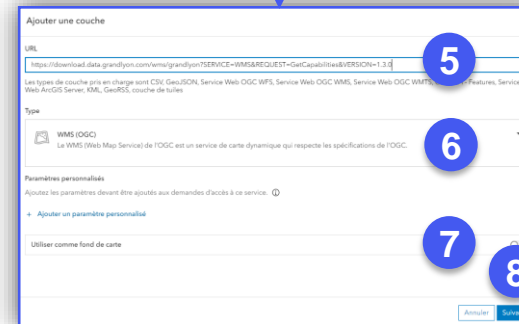 Ajouter une couche
URL
https://download.data.grandlyon.com/wms/grandlyon?SERVICE=WMS&REQUEST=GetCapabilities&VERSION=1.3.0
5
Les types de couche pris en charge sont CSV, GeoJSON, Service Web OGC WFS, Service Web OGC WMS, Service Web OGC WMTS, Features, Service
Web ArcGIS Server, KML, GeoRSS, couche de tuiles
Type
WMS (OGC)
Le WMS (Web Map Service) de l'OGC est un service de carte dynamique qui respecte les spécifications de l'OGC.
6
Paramètres personnalisés
Ajoutez les paramètres devant être ajoutés aux demandes d'accès à ce service.
+ Ajouter un paramètre personnalisé
Utiliser comme fond de carte
7
8
Annuler Suiva